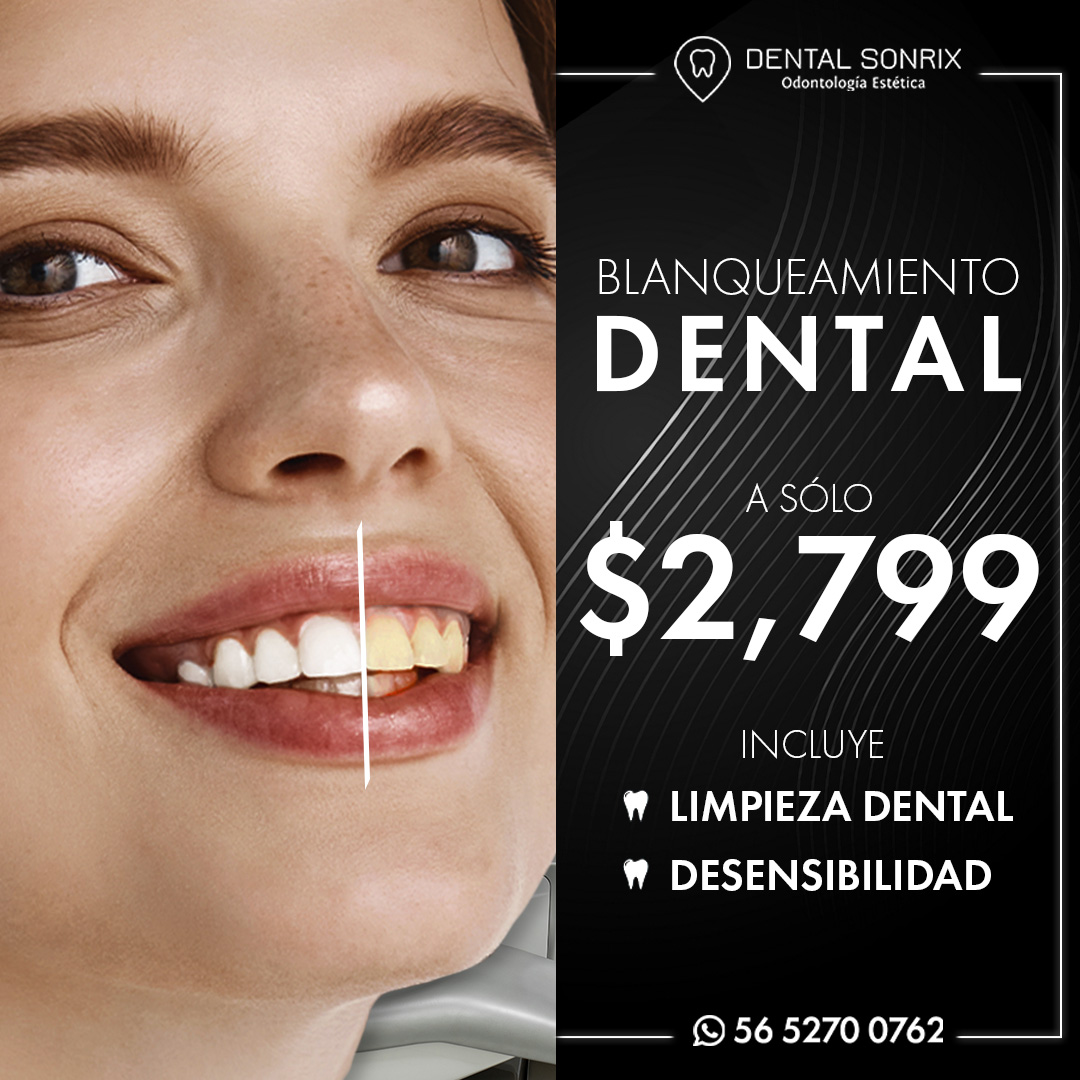 DENTAL SONRIX
Odontología Estética
BLANQUEAMIENTO
DENTAL
A SÓLO
$2,799
INCLUYE
LIMPIEZA DENTAL
DESENSIBILIDAD
56 5270 0762